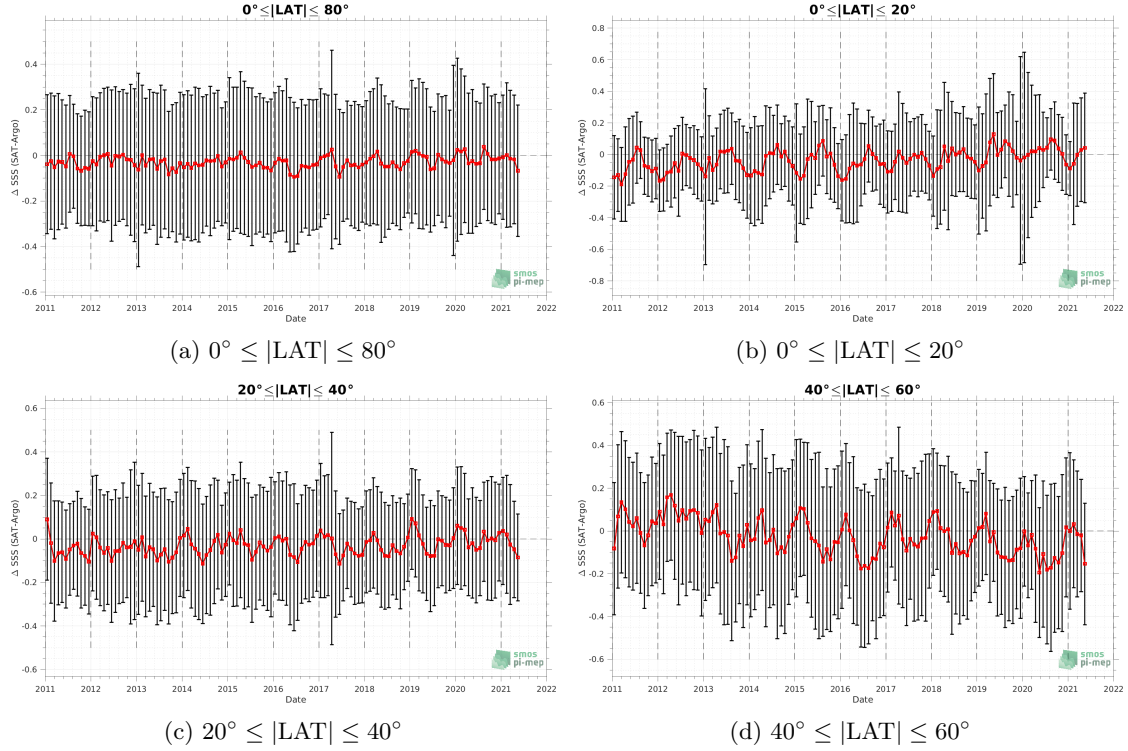 0°≤|LAT|≤ 80°
0.4
0.2
0
-0.2
-0.4
-0.6
Δ SSS (SAT-Argo)
2011 2012 2013 2014 2015 2016 2017 2018 2019 2020 2021 2022
Date
smos
pi-mep
(a) 0° ≤ |LAT| ≤ 80°
0°≤|LAT|≤ 20°
0.8
0.6
0.4
0.2
0
-0.2
-0.4
-0.6
-0.8
Δ SSS (SAT-Argo)
2011 2012 2013 2014 2015 2016 2017 2018 2019 2020 2021 2022
Date
smos
pi-mep
(b) 0° ≤ |LAT| ≤ 20°
20°≤|LAT|≤ 40°
0.6
0.4
0.2
0
-0.2
-0.4
-0.6
Δ SSS (SAT-Argo)
2011 2012 2013 2014 2015 2016 2017 2018 2019 2020 2021 2022
Date
smos
pi-mep
(c) 20° ≤ |LAT| ≤ 40°
40°≤|LAT|≤ 60°
0.6
0.4
0.2
0
-0.2
-0.4
-0.6
Δ SSS (SAT-Argo)
2011 2012 2013 2014 2015 2016 2017 2018 2019 2020 2021 2022
Date
smos
pi-mep
(d) 40° ≤ |LAT| ≤ 60°